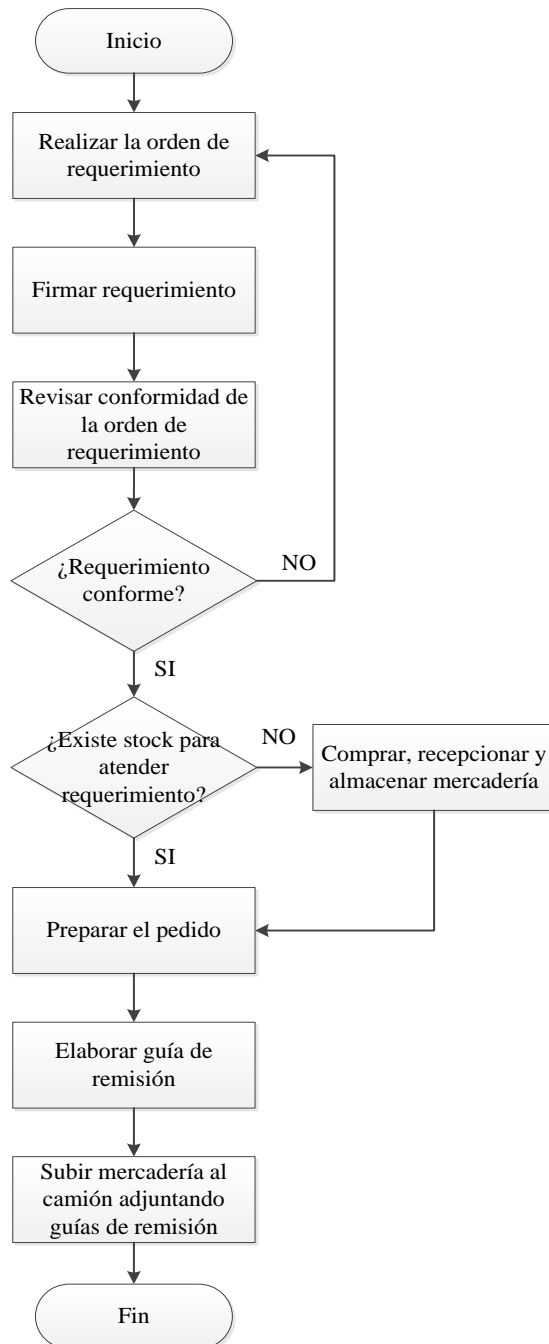 Inicio
Realizar la orden de
requerimiento
Firmar requerimiento
Revisar conformidad de
la orden de
requerimiento
¿Requerimiento
conforme?
NO
SI
¿Existe stock para
atender
requerimiento?
NO
Comprar, recepcionar y
almacenar mercadería
SI
Preparar el pedido
Elaborar guía de
remisión
Subir mercadería al
camión adjuntando
guías de remisión
Fin